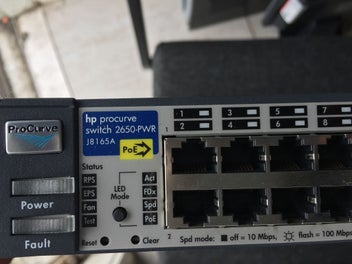 ProCurve
hp procurve
switch 2650-PWR
J8165A
PoE
Status
RPS
EPS
Fan
Test
LED
Mode
Act
FDx
Spd
PoE
Power
Fault
Reset
Clear
1
2
1 3 5 7
2 4 6 8
Spd mode: off = 10 Mbps, flash = 100 Mbps